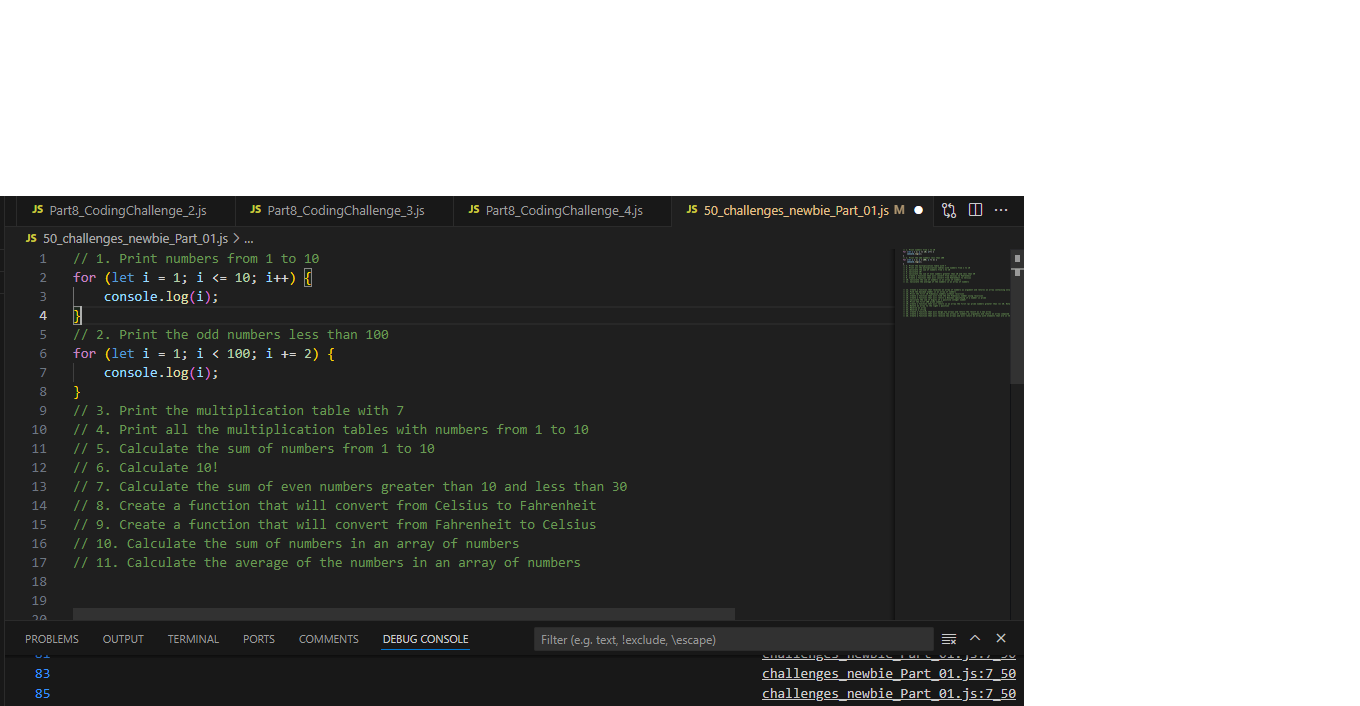 JS Part8_CodingChallenge_2.js JS Part8_CodingChallenge_3.js JS Part8_CodingChallenge_4.js JS 50_challenges_newbie_Part_01.js M
JS 50_challenges_newbie_Part_01.js > ...
1 // 1. Print numbers from 1 to 10
2 for (let i = 1; i <= 10; i++) {
3 console.log(i);
4 }
5 // 2. Print the odd numbers less than 100
6 for (let i = 1; i < 100; i += 2) {
7 console.log(i);
8 }
9 // 3. Print the multiplication table with 7
10 // 4. Print all the multiplication tables with numbers from 1 to 10
11 // 5. Calculate the sum of numbers from 1 to 10
12 // 6. Calculate 10!
13 // 7. Calculate the sum of even numbers greater than 10 and less than 30
14 // 8. Create a function that will convert from Celsius to Fahrenheit
15 // 9. Create a function that will convert from Fahrenheit to Celsius
16 // 10. Calculate the sum of numbers in an array of numbers
17 // 11. Calculate the average of the numbers in an array of numbers
18
19
20
PROBLEMS OUTPUT TERMINAL PORTS COMMENTS DEBUG CONSOLE Filter (e.g. text, !exclude, \escape)
81 challenges_newbie_Part_01.js:7_50
83 challenges_newbie_Part_01.js:7_50
85 challenges_newbie_Part_01.js:7_50